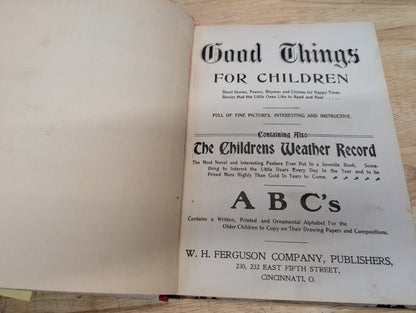 Good Things
FOR CHILDREN
Short Stories, Poems, Rhymes and Chimes for Happy Times
Stories that the Little Ones Like to Read and Hear . . . . .
FULL OF FINE PICTURES, INTERESTING AND INSTRUCTIVE.
Containing Also
The Childrens Weather Record
The Most Novel and Interesting Feature Ever Put in a Juvenile Book. Some-
thing to Interest the Little Dears Every Day in the Year and to be
Prized More Highly Than Gold in Years to Come.
A B C's
Contains a Written, Printed and Ornamental Alphabet For the
Older Children to Copy on Their Drawing Papers and Compositions.
W. H. FERGUSON COMPANY, PUBLISHERS,
230, 232 EAST FIFTH STREET,
CINCINNATI, O.